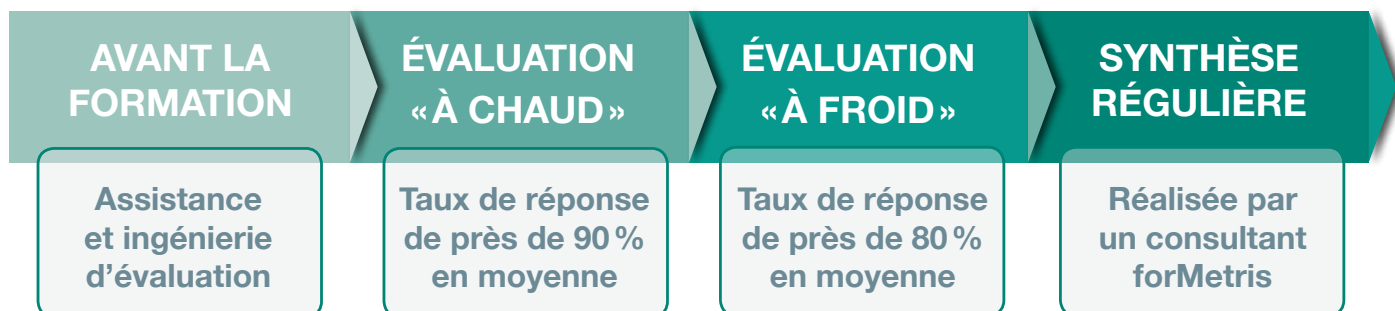 AVANT LA
FORMATION
ÉVALUATION
«À CHAUD»
ÉVALUATION
«À FROID»
SYNTHÈSE
RÉGULIÈRE
Assistance
et ingénierie
d'évaluation
Taux de réponse
de près de 90 %
en moyenne
Taux de réponse
de près de 80 %
en moyenne
Réalisée par
un consultant
forMetris